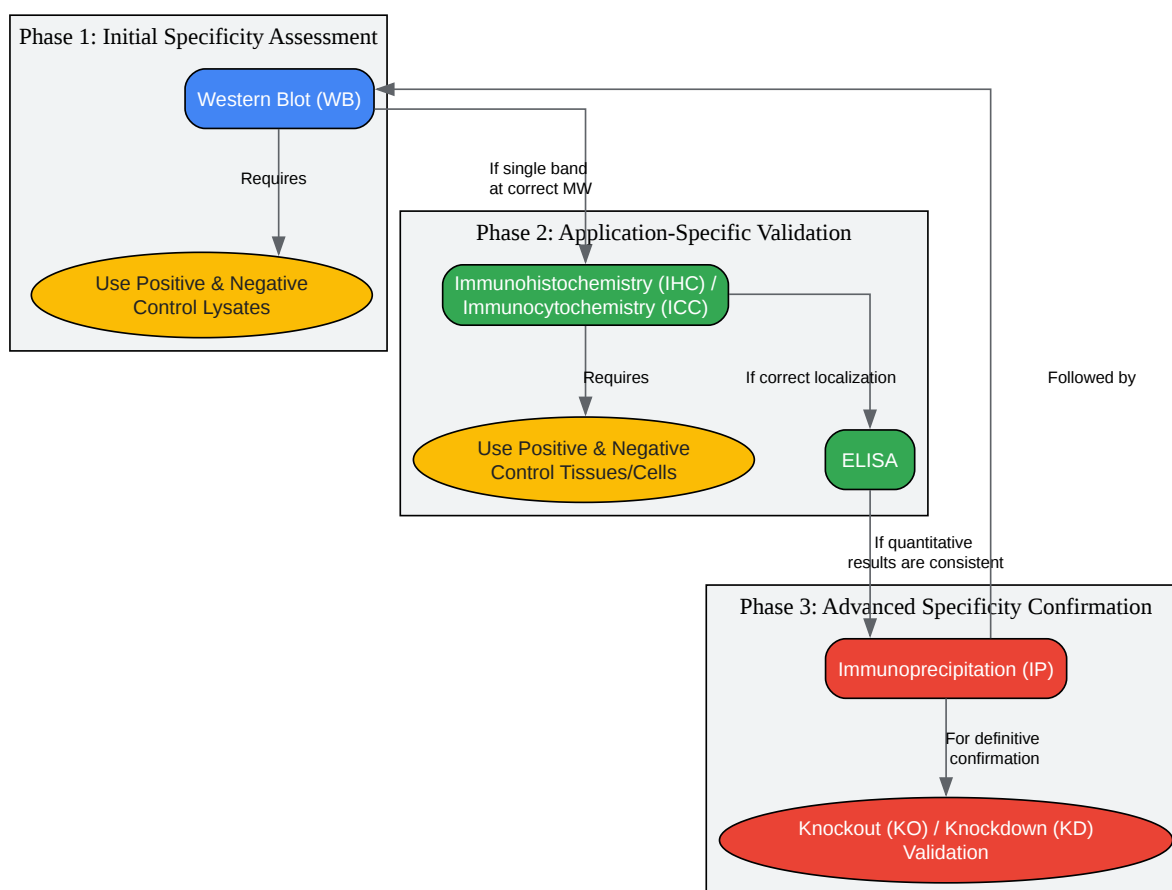 Phase 1: Initial Specificity Assessment
Western Blot (WB)
If single band
at correct MW
Requires
Use Positive & Negative
Control Lysates
Phase 2: Application-Specific Validation
Immunohistochemistry (IHC) /
Immunocytochemistry (ICC)
Requires
If correct localization
Followed by
Use Positive & Negative
Control Tissues/Cells
ELISA
If quantitative
results are consistent
Phase 3: Advanced Specificity Confirmation
Immunoprecipitation (IP)
For definitive
confirmation
Knockout (KO) / Knockdown (KD)
Validation